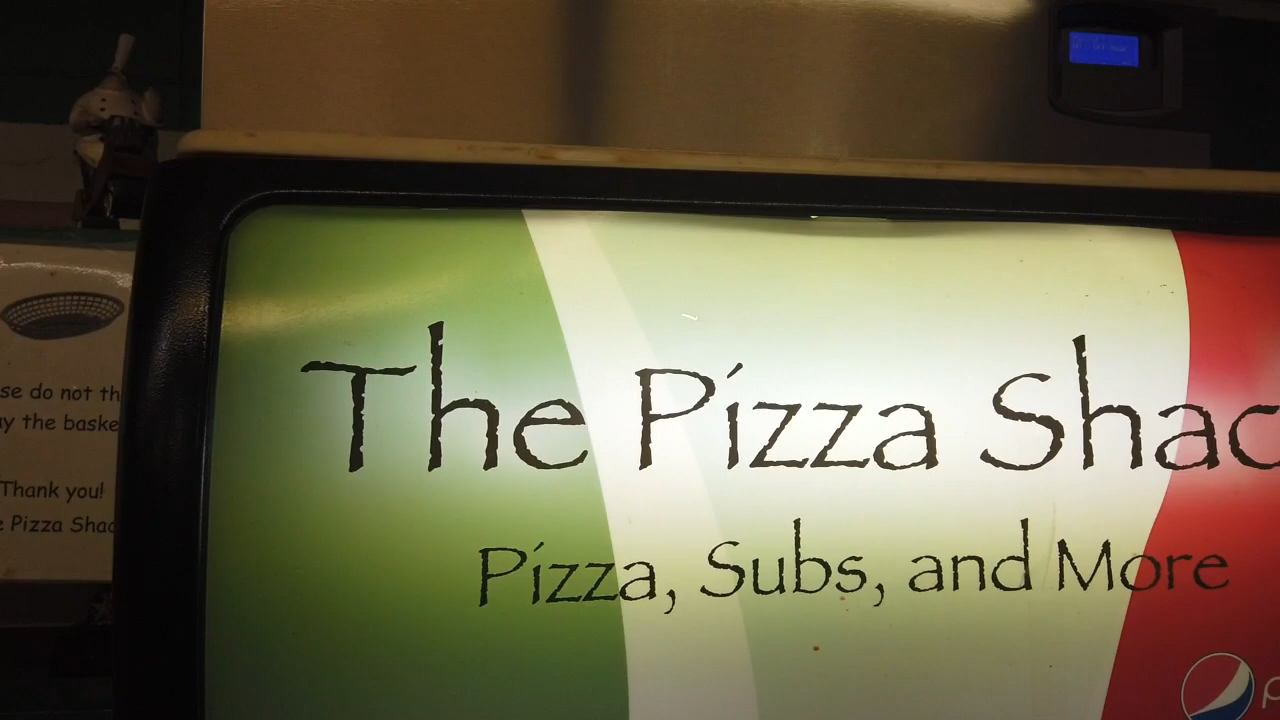 The Pizza Shac
Pizza, Subs, and More
se do not th
ay the baske
Thank you!
e Pizza Shac